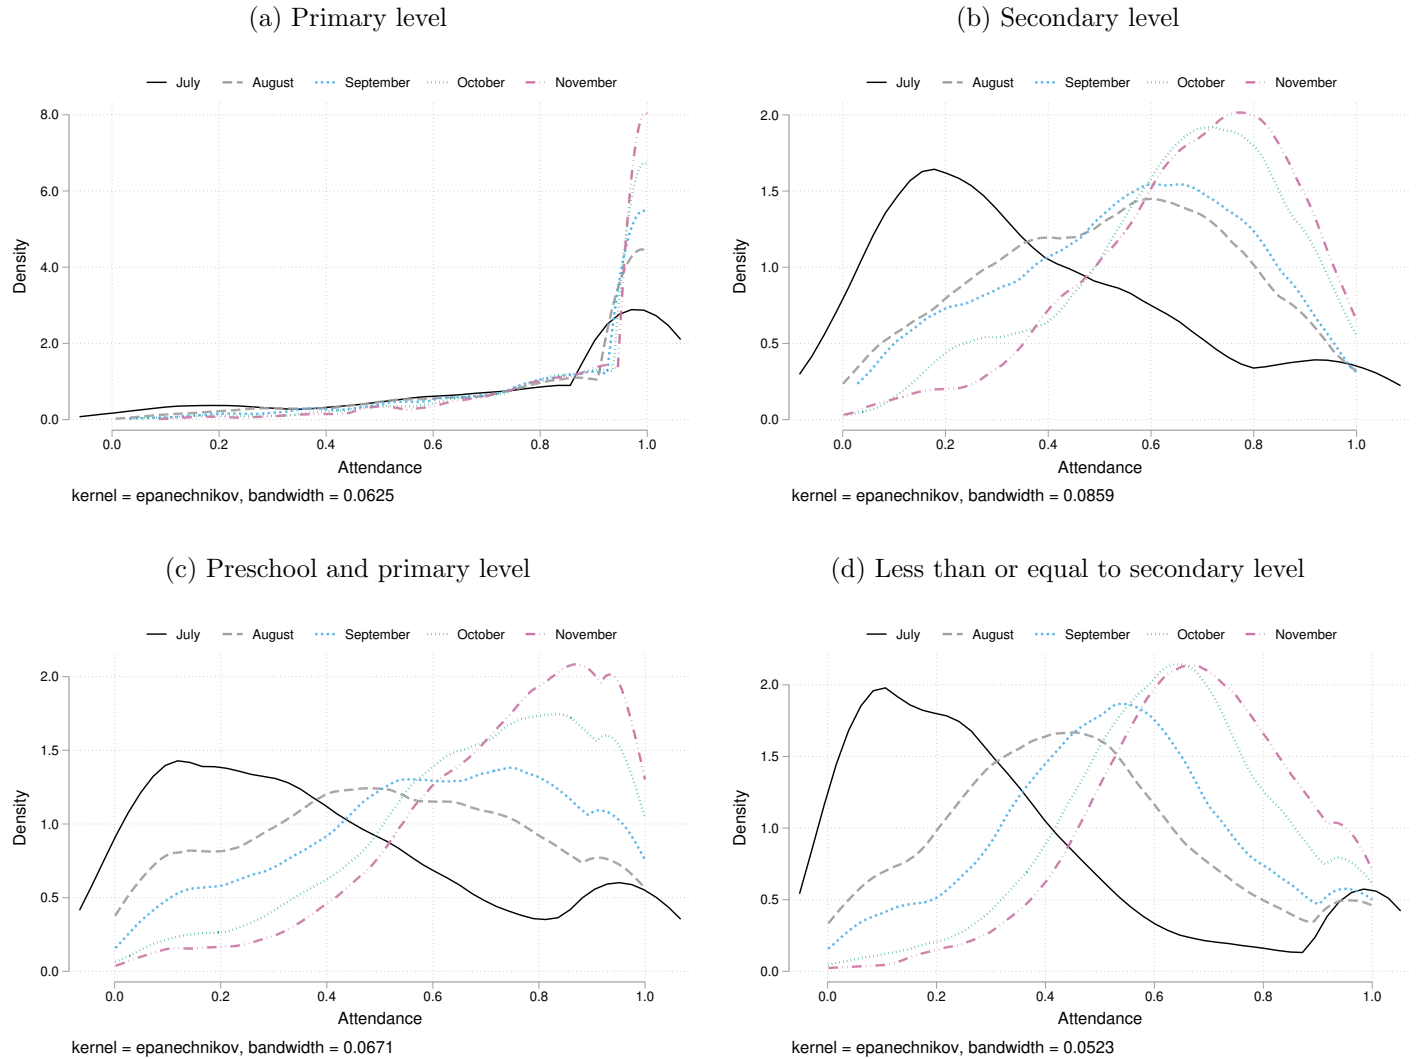 (a) Primary level
July August September October November
8.0
6.0
4.0
2.0
0.0
Density
0.0 0.2 0.4 0.6 0.8 1.0
Attendance
kernel = epanechnikov, bandwidth = 0.0625
(b) Secondary level
July August September October November
2.0
1.5
1.0
0.5
0.0
Density
0.0 0.2 0.4 0.6 0.8 1.0
Attendance
kernel = epanechnikov, bandwidth = 0.0859
(c) Preschool and primary level
July August September October November
2.0
1.5
1.0
0.5
0.0
Density
0.0 0.2 0.4 0.6 0.8 1.0
Attendance
kernel = epanechnikov, bandwidth = 0.0671
(d) Less than or equal to secondary level
July August September October November
2.0
1.5
1.0
0.5
0.0
Density
0.0 0.2 0.4 0.6 0.8 1.0
Attendance
kernel = epanechnikov, bandwidth = 0.0523